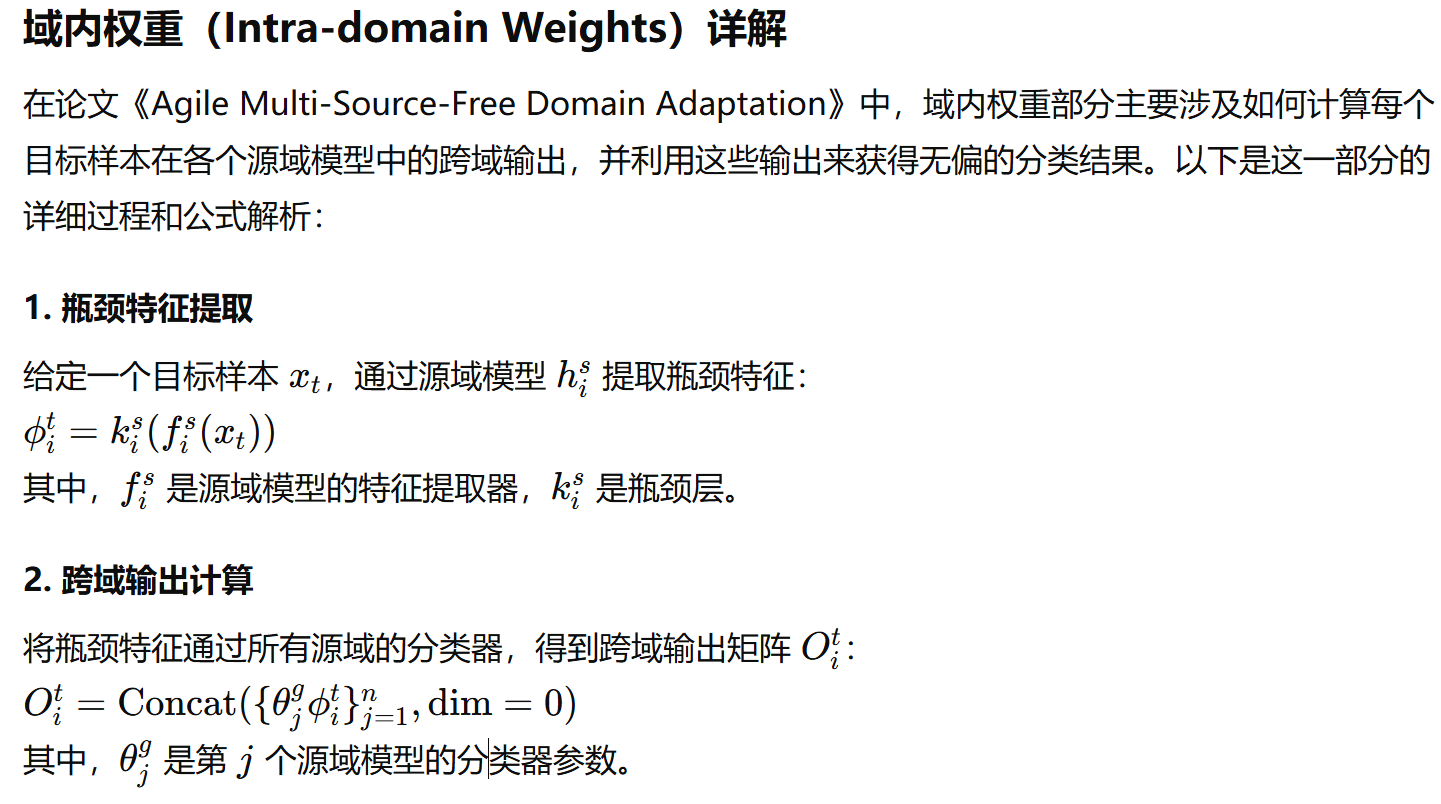 域内权重（Intra-domain Weights）详解
在论文《Agile Multi-Source-Free Domain Adaptation》中，域内权重部分主要涉及如何计算每个
目标样本在各个源域模型中的跨域输出，并利用这些输出来获得无偏的分类结果。以下是这一部分的
详细过程和公式解析：
1. 瓶颈特征提取
给定一个目标样本 $x_t$，通过源域模型 $h_i^s$ 提取瓶颈特征：
$\phi_i^t = k_i^s(f_i^s(x_t))$
其中，$f_i^s$ 是源域模型的特征提取器，$k_i^s$ 是瓶颈层。
2. 跨域输出计算
将瓶颈特征通过所有源域的分类器，得到跨域输出矩阵 $O_i^t$：
$O_i^t = \text{Concat}(\{\theta_j^g \phi_i^t\}_{j=1}^n, \text{dim} = 0)$
其中，$\theta_j^g$ 是第 $j$ 个源域模型的分类器参数。